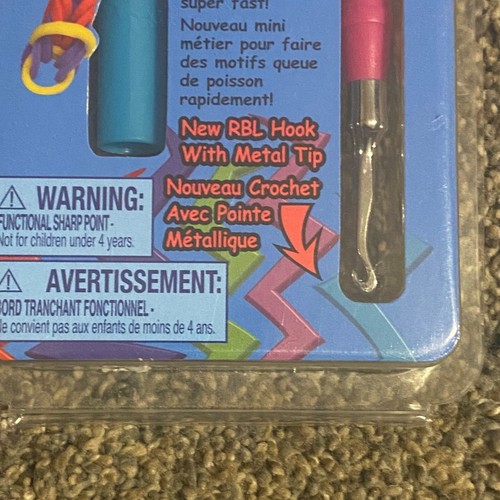 super fast!
Nouveau mini
métier pour faire
des motifs queue
de poisson
rapidement!
New RBL Hook
With Metal Tip
Nouveau Crochet
Avec Pointe
Métallique
WARNING:
FUNCTIONAL SHARP POINT -
Not for children under 4 years.
AVERTISSEMENT:
BORD TRANCHANT FONCTIONNEL -
Ne convient pas aux enfants de moins de 4 ans.